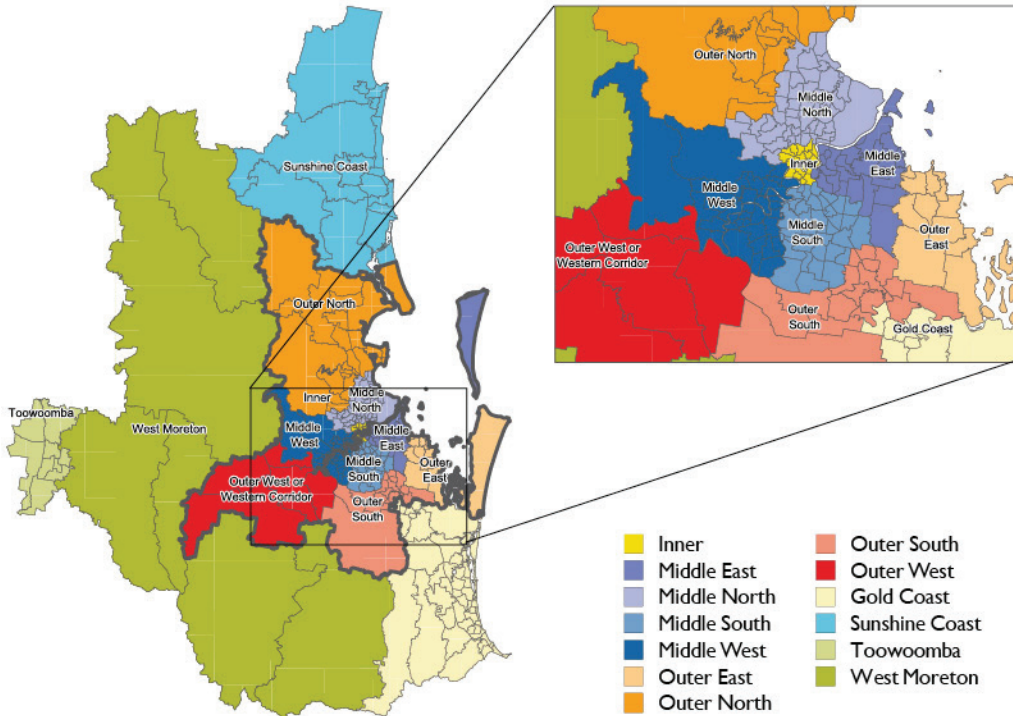 Sunshine Coast
Outer North
Inner
Middle
North
Middle
West
Middle
East
Middle
South
Outer
East
Outer West or
Western Corridor
Outer
South
Toowoomba
West Moreton
Outer North
Middle
North
Inner
Middle
East
Middle
West
Middle
South
Outer
East
Outer West or
Western Corridor
Outer
South
Gold Coast
Inner
Middle East
Middle North
Middle South
Middle West
Outer East
Outer North
Outer South
Outer West
Gold Coast
Sunshine Coast
Toowoomba
West Moreton